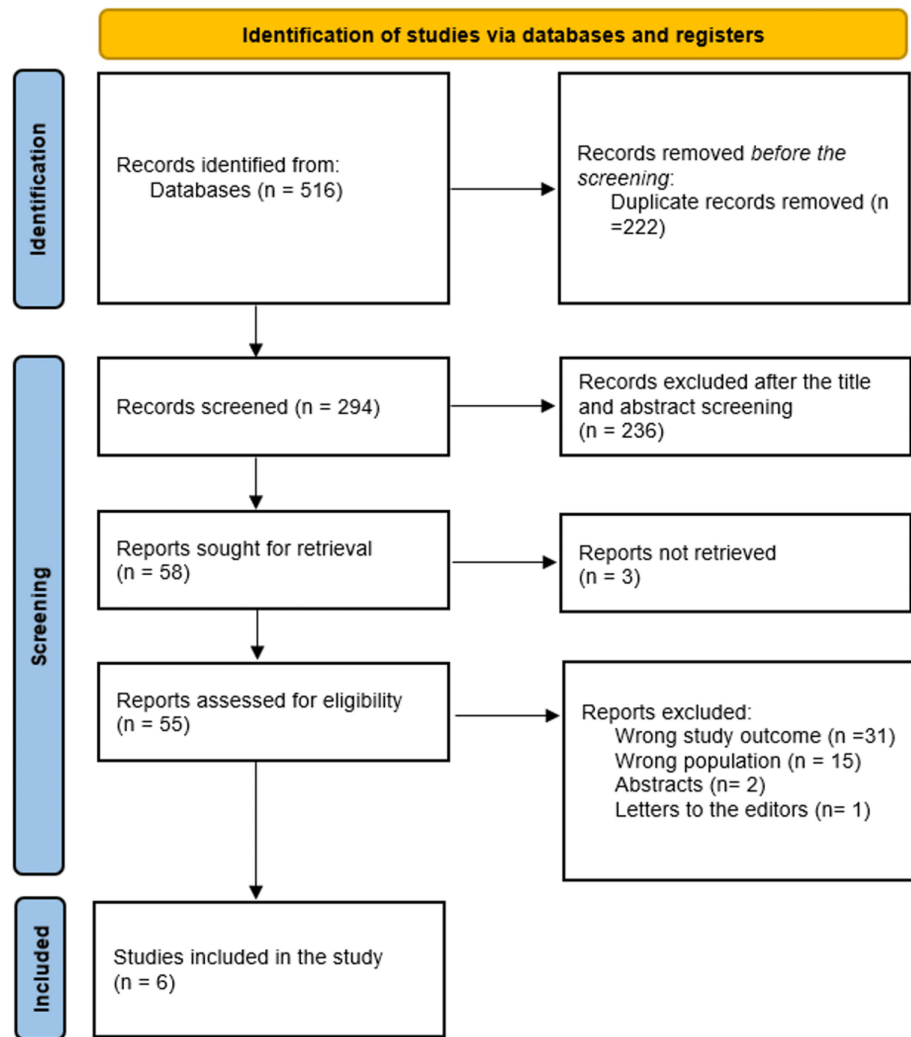 Identification of studies via databases and registers
Identification
Records identified from:
Databases (n = 516)
Records removed before the
screening:
Duplicate records removed (n
=222)
Screening
Records screened (n = 294)
Records excluded after the title
and abstract screening
(n = 236)
Reports sought for retrieval
(n = 58)
Reports not retrieved
(n = 3)
Reports assessed for eligibility
(n = 55)
Reports excluded:
Wrong study outcome (n =31)
Wrong population (n = 15)
Abstracts (n= 2)
Letters to the editors (n= 1)
Included
Studies included in the study
(n = 6)